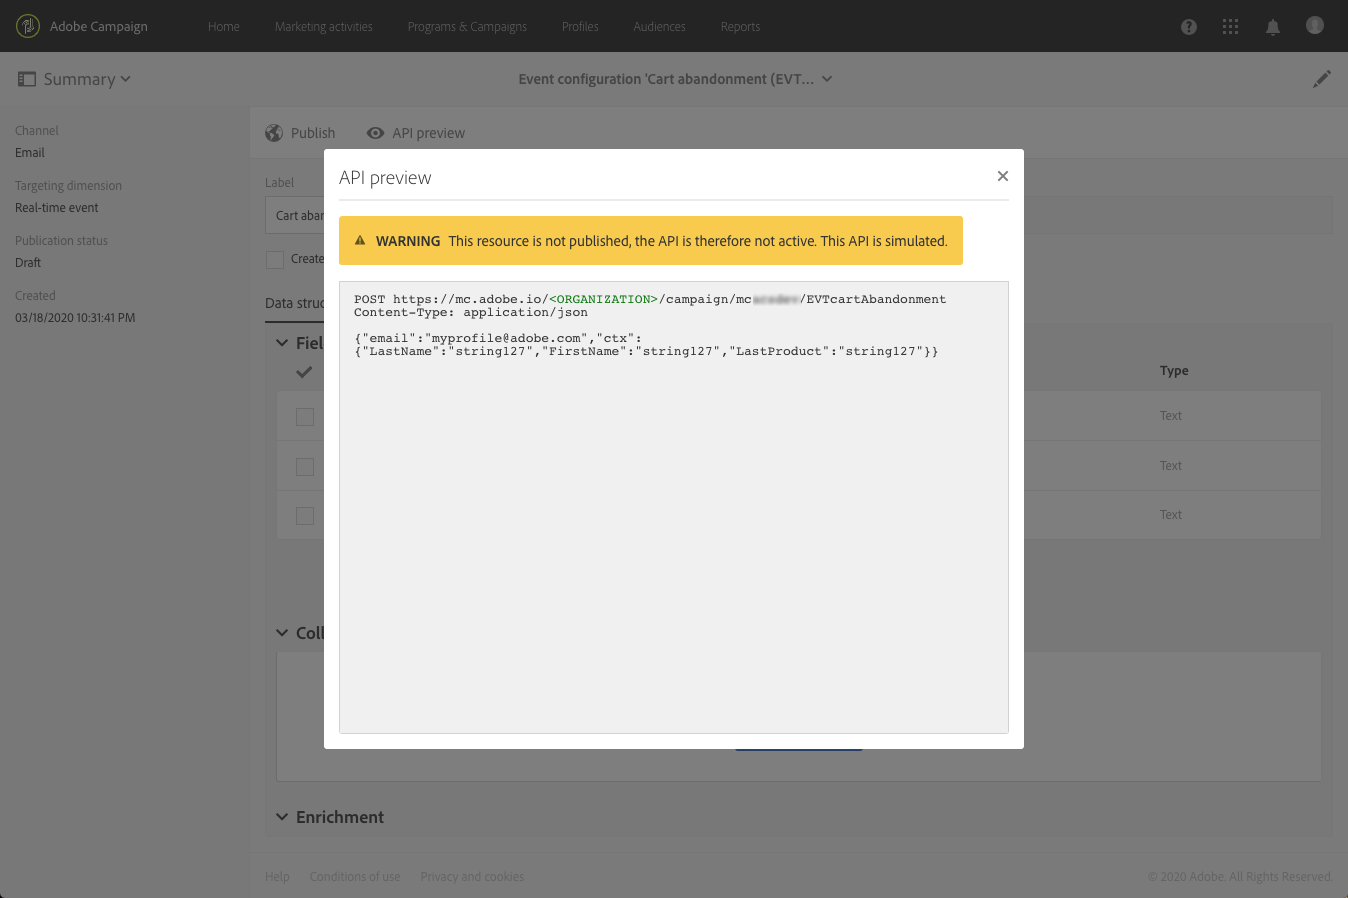 Adobe Campaign
Home
Marketing activities
Programs & Campaigns
Profiles
Audiences
Reports
Summary
Event configuration 'Cart abandonment (EVT...
Channel
Email
Targeting dimension
Real-time event
Publication status
Draft
Created
03/18/2020 10:31:41 PM
Publish
API preview
Label
Cart aban
Create
Data struc
Fiel
Type
Text
Text
Text
Coll
Enrichment
API preview
WARNING This resource is not published, the API is therefore not active. This API is simulated.
POST https://mc.adobe.io/<ORGANIZATION>/campaign/mc /EVTcartAbandonment
Content-Type: application/json
{"email":"myprofile@adobe.com","ctx":
{"LastName":"string127","FirstName":"string127","LastProduct":"string127"}}
Help
Conditions of use
Privacy and cookies
© 2020 Adobe. All Rights Reserved.